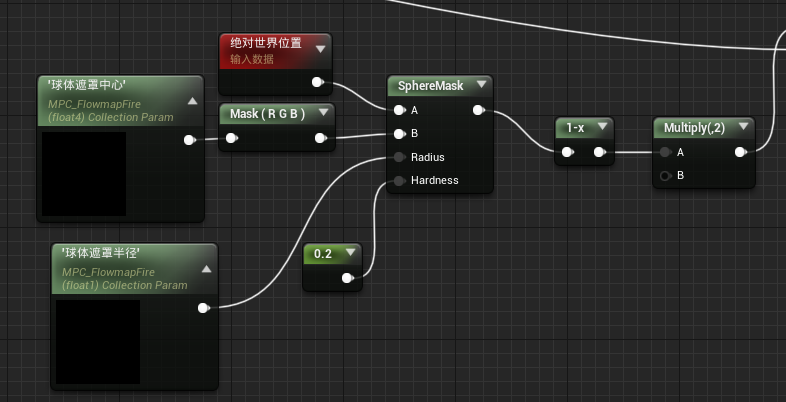 绝对世界位置
输入数据
'球体遮罩中心'
MPC_FlowmapFire
(float4) Collection Param
Mask ( R G B )
SphereMask
A
B
Radius
Hardness
1-x
Multiply(,2)
A
B
'球体遮罩半径'
MPC_FlowmapFire
(float1) Collection Param
0.2